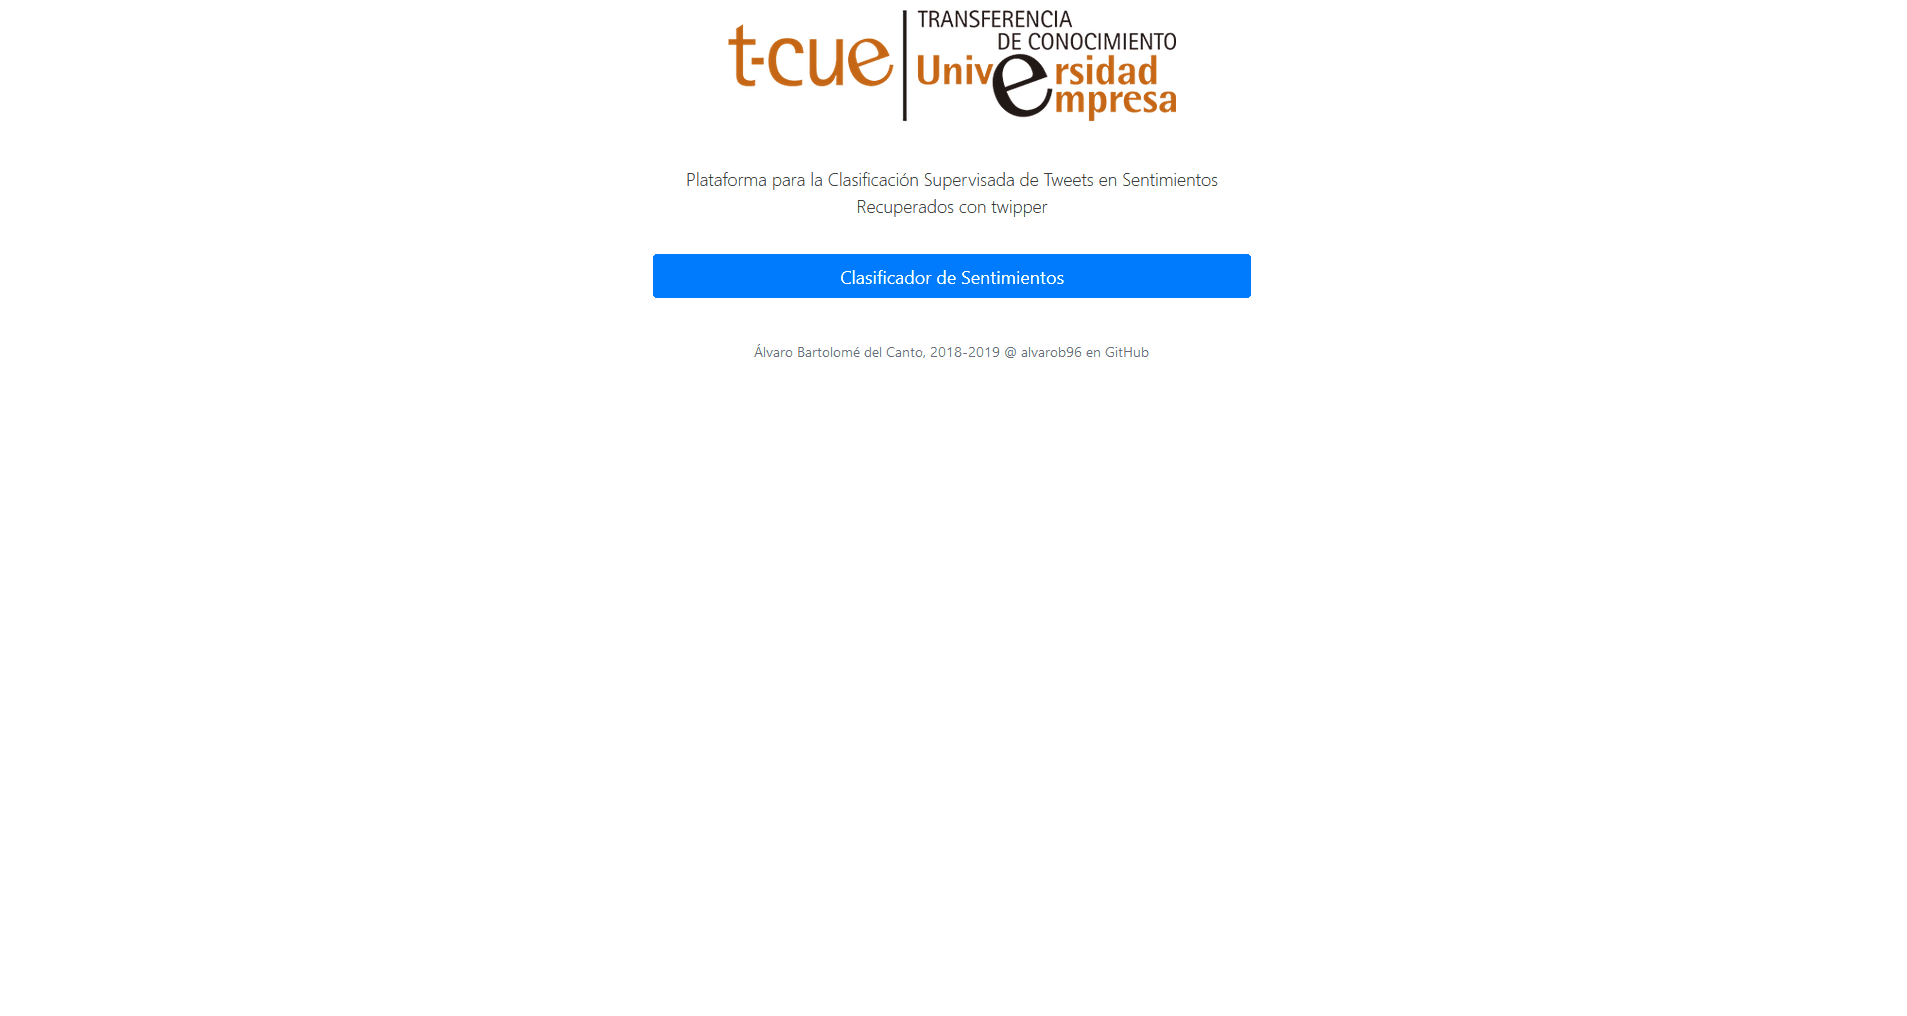 t-cue
TRANSFERENCIA
DE CONOCIMIENTO
Universidad
empresa
Plataforma para la Clasificación Supervisada de Tweets en Sentimientos
Recuperados con twipper
Clasificador de Sentimientos
Álvaro Bartolomé del Canto, 2018-2019 @ alvarob96 en GitHub